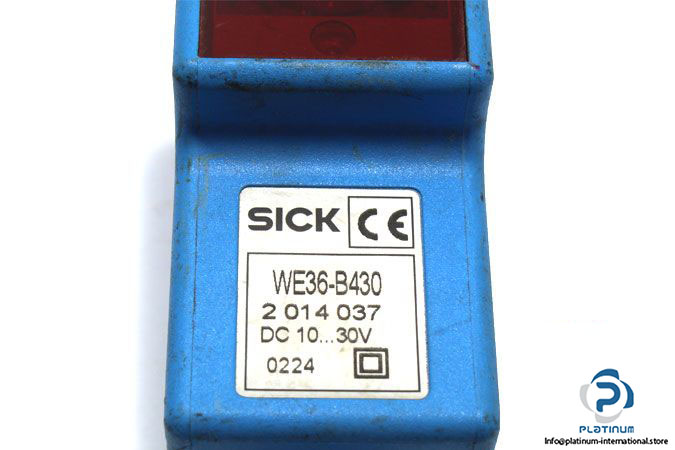 SICK CE
WE36-B430
2 014 037
DC 10...30V
0224
PLATINUM
Info@platinum-international.store